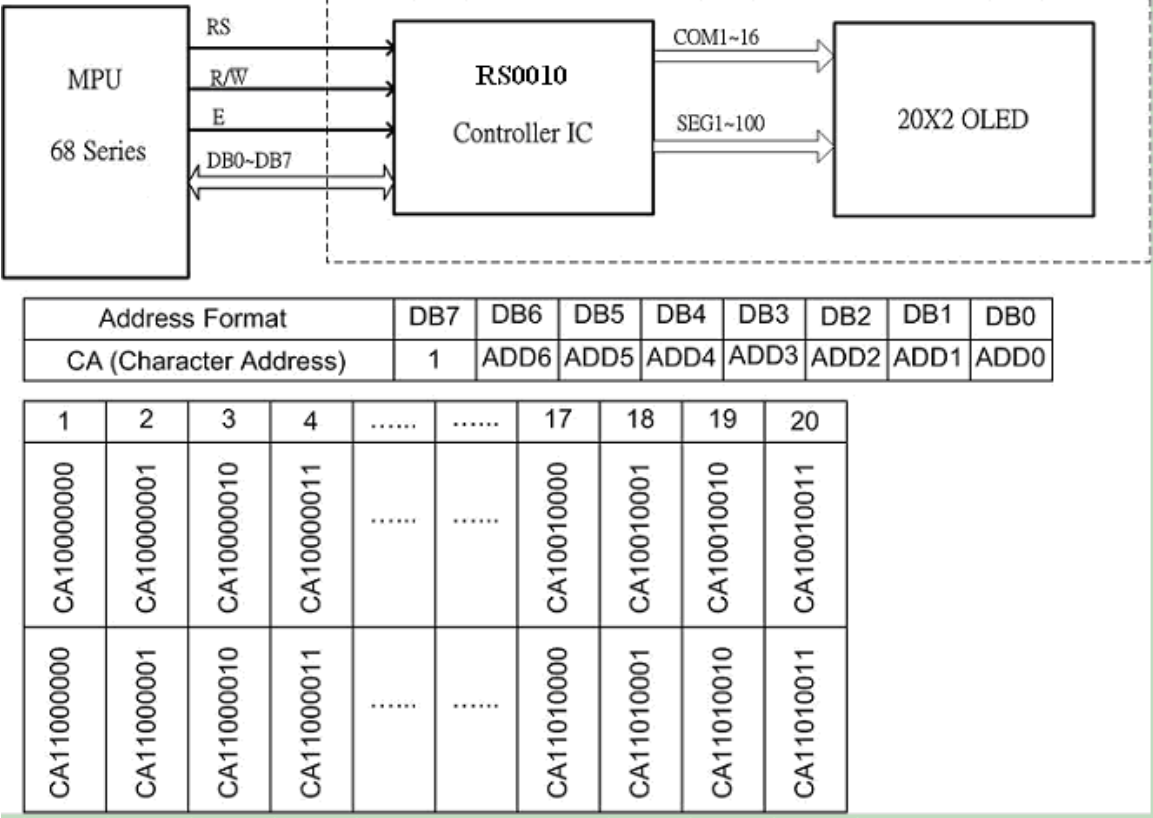 RS
MPU
R/W
RS0010
COM1~16
E
Controller IC
SEG1~100
20X2 OLED
68 Series
DB0~DB7
Address Format DB7 DB6 DB5 DB4 DB3 DB2 DB1 DB0
CA (Character Address) 1 ADD6 ADD5 ADD4 ADD3 ADD2 ADD1 ADD0
1 2 3 4 ...... ...... 17 18 19 20
CA10000000 CA10000001 CA10000010 CA10000011 ...... ...... CA10010000 CA10010001 CA10010010 CA10010011
CA11000000 CA11000001 CA11000010 CA11000011 ...... ...... CA11010000 CA11010001 CA11010010 CA11010011